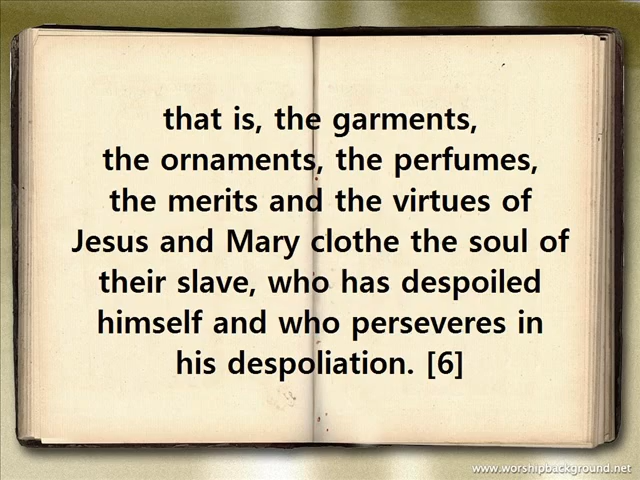 that is, the garments,
the ornaments, the perfumes,
the merits and the virtues of
Jesus and Mary clothe the soul of
their slave, who has despoiled
himself and who perseveres in
his despoliation. [6]
www.worshipbackground.net